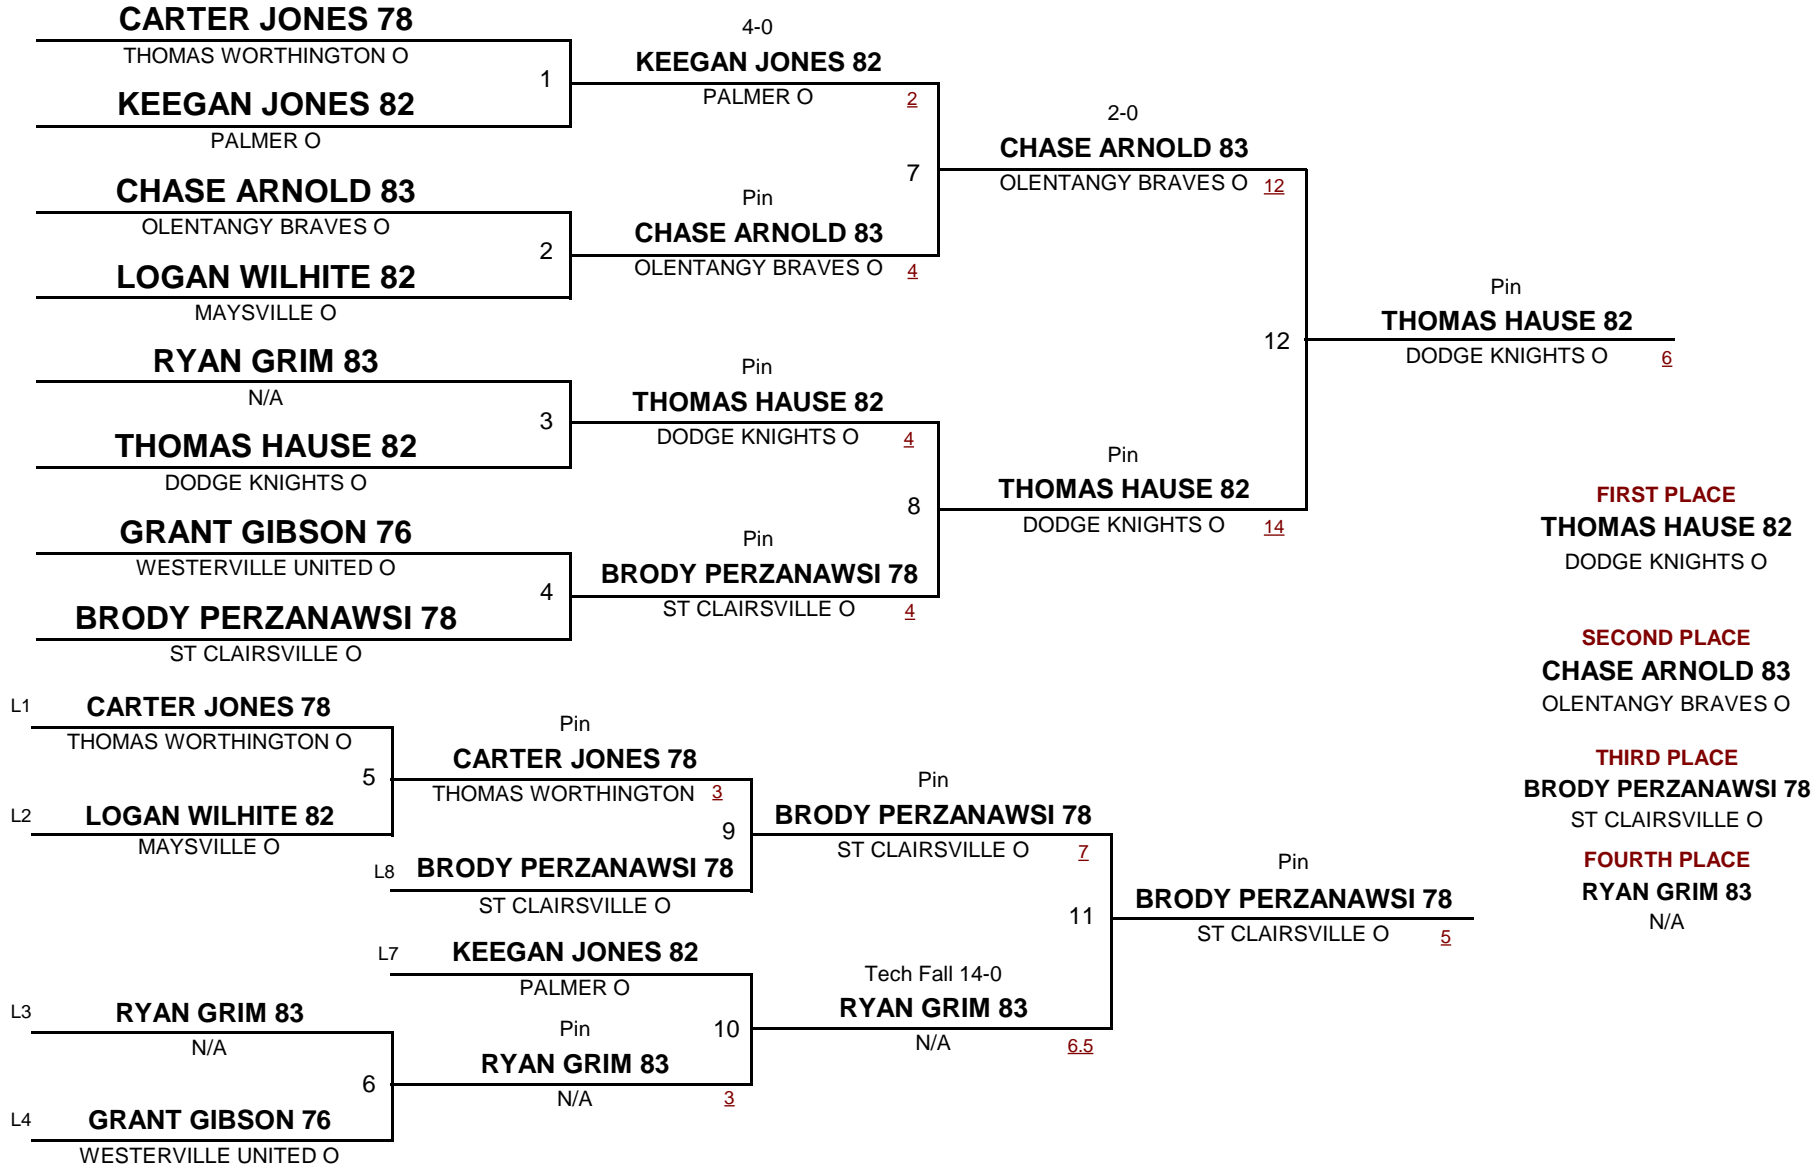 CARTER JONES 78
THOMAS WORTHINGTON O
1
KEEGAN JONES 82
PALMER O
CHASE ARNOLD 83
OLENTANGY BRAVES O
2
LOGAN WILHITE 82
MAYSVILLE O
RYAN GRIM 83
N/A
3
THOMAS HAUSE 82
DODGE KNIGHTS O
GRANT GIBSON 76
WESTERVILLE UNITED O
4
BRODY PERZANAWSI 78
ST CLAIRSVILLE O
4-0
KEEGAN JONES 82
PALMER O 2
7
Pin
CHASE ARNOLD 83
OLENTANGY BRAVES O 4
Pin
THOMAS HAUSE 82
DODGE KNIGHTS O 4
8
Pin
BRODY PERZANAWSI 78
ST CLAIRSVILLE O 4
2-0
CHASE ARNOLD 83
OLENTANGY BRAVES O 12
12
Pin
THOMAS HAUSE 82
DODGE KNIGHTS O 14
Pin
THOMAS HAUSE 82
DODGE KNIGHTS O 6
L1 CARTER JONES 78
THOMAS WORTHINGTON O
5
L2 LOGAN WILHITE 82
MAYSVILLE O
L3 RYAN GRIM 83
N/A
6
L4 GRANT GIBSON 76
WESTERVILLE UNITED O
Pin
CARTER JONES 78
THOMAS WORTHINGTON 3
9
L8 BRODY PERZANAWSI 78
ST CLAIRSVILLE O
L7 KEEGAN JONES 82
PALMER O
10
Pin
RYAN GRIM 83
N/A 3
Pin
BRODY PERZANAWSI 78
ST CLAIRSVILLE O 7
11
Tech Fall 14-0
RYAN GRIM 83
N/A 6.5
Pin
BRODY PERZANAWSI 78
ST CLAIRSVILLE O 5
FIRST PLACE
THOMAS HAUSE 82
DODGE KNIGHTS O
SECOND PLACE
CHASE ARNOLD 83
OLENTANGY BRAVES O
THIRD PLACE
BRODY PERZANAWSI 78
ST CLAIRSVILLE O
FOURTH PLACE
RYAN GRIM 83
N/A